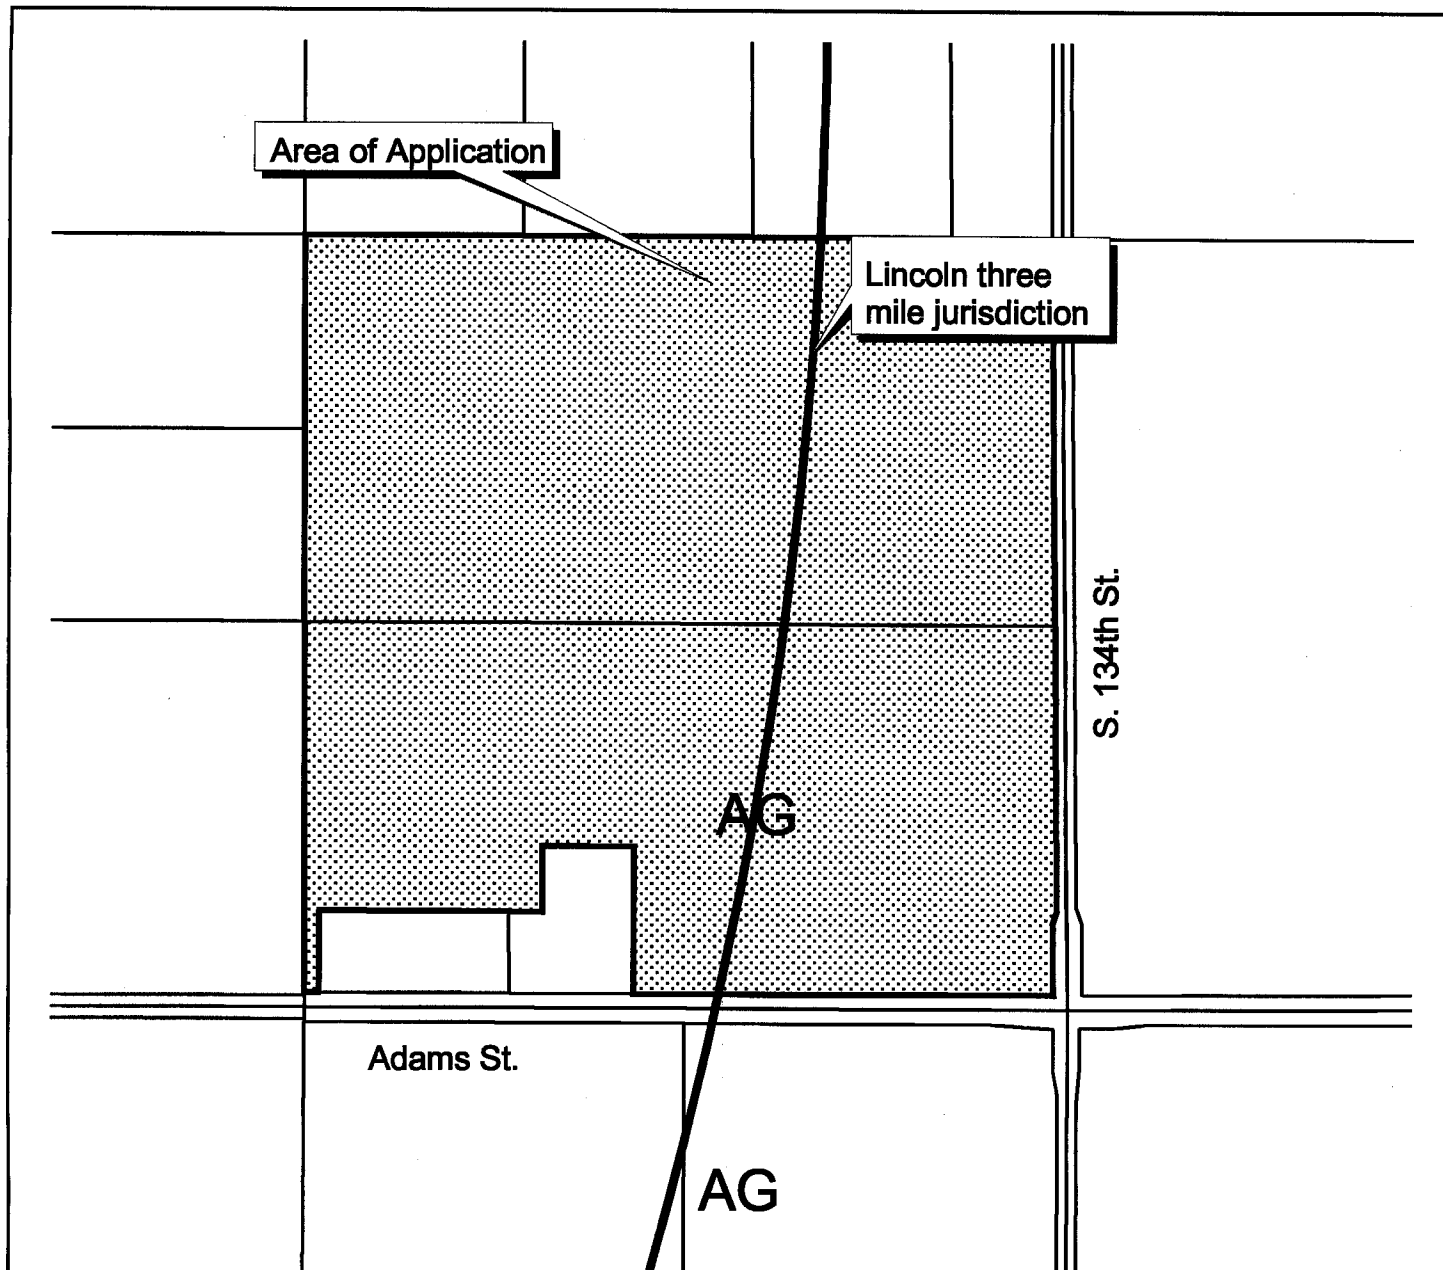 Area of Application
Lincoln three
mile jurisdiction
S. 134th St.
AG
Adams St.
AG